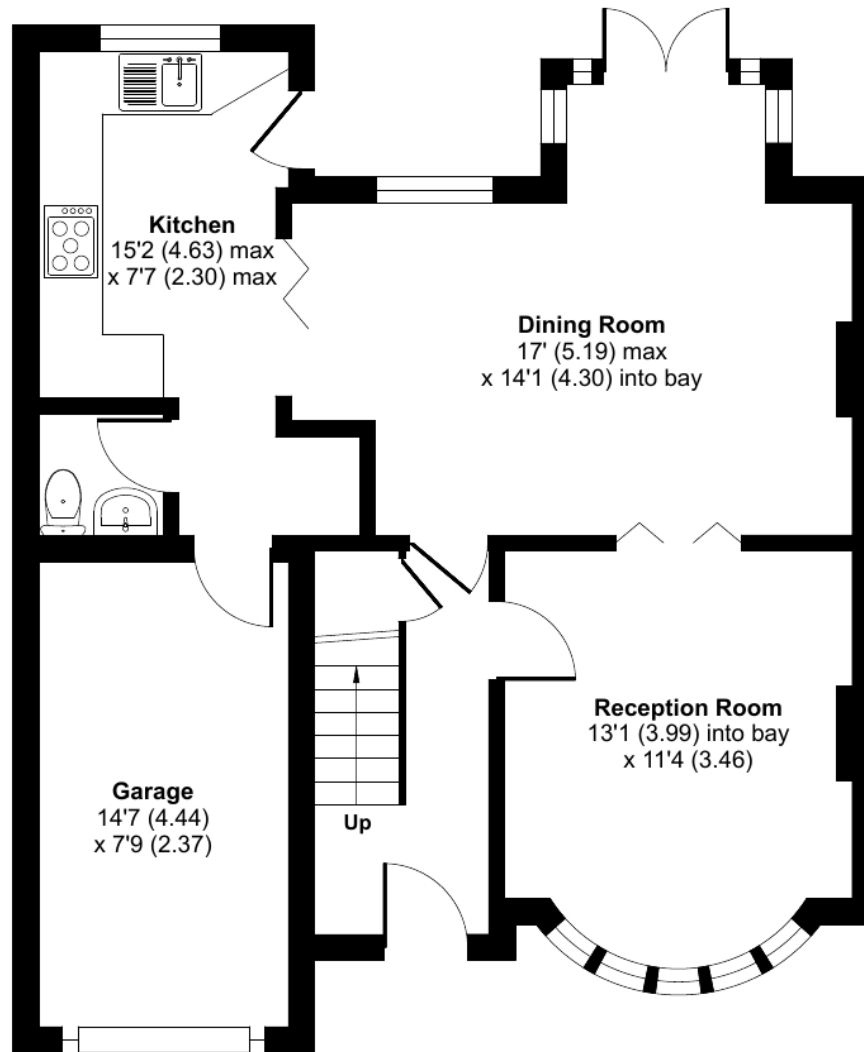 Kitchen
15'2 (4.63) max
x 7'7 (2.30) max
Dining Room
17' (5.19) max
x 14'1 (4.30) into bay
Reception Room
13'1 (3.99) into bay
x 11'4 (3.46)
Garage
14'7 (4.44)
x 7'9 (2.37)
Up